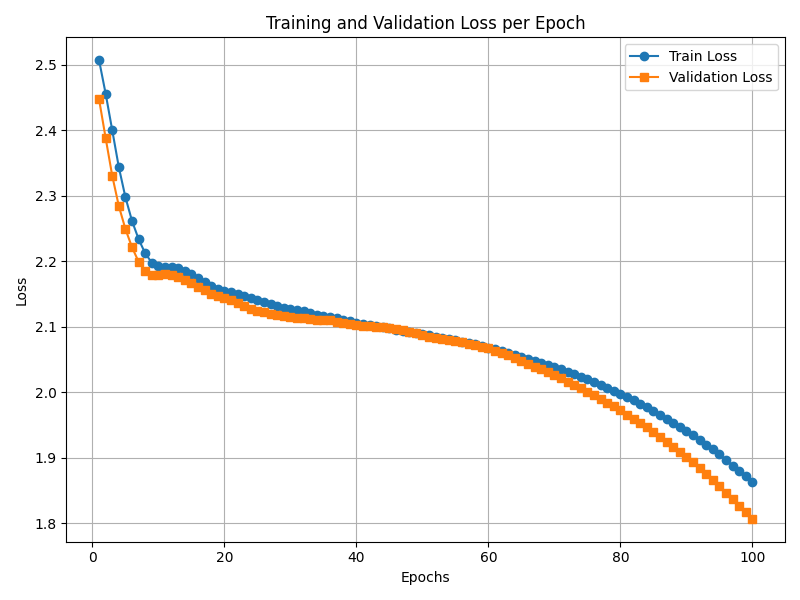 Training and Validation Loss per Epoch
Train Loss
Validation Loss
Loss
2.5
2.4
2.3
2.2
2.1
2.0
1.9
1.8
0 20 40 60 80 100
Epochs